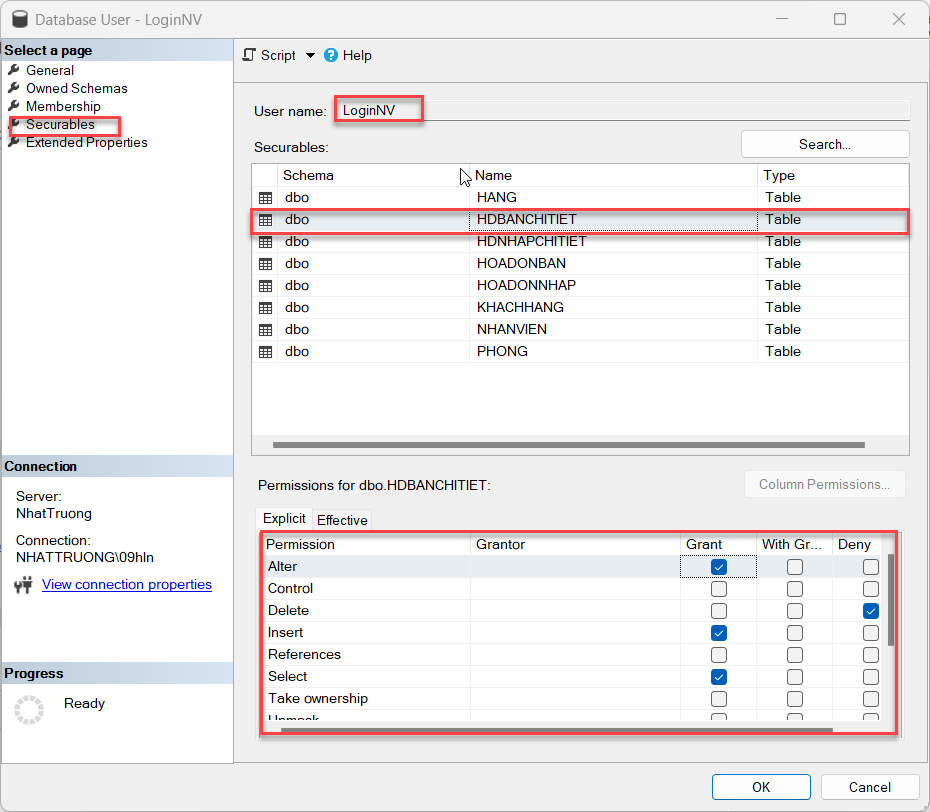 Database User - LoginNV
Select a page
General
Owned Schemas
Membership
Securables
Extended Properties
Connection
Server:
NhatTruong
Connection:
NHATTRUONG\09hln
View connection properties
Progress
Ready
Script Help
User name: LoginNV
Securables: Search...
Schema Name Type
dbo HANG Table
dbo HDBANCHITIET Table
dbo HDNHAPCHITIET Table
dbo HOADONBAN Table
dbo HOADONNHAP Table
dbo KHACHHANG Table
dbo NHANVIEN Table
dbo PHONG Table
Permissions for dbo.HDBANCHITIET: Column Permissions...
Explicit Effective
Permission Grantor Grant With Gr... Deny
Alter
Control
Delete
Insert
References
Select
Take ownership
OK Cancel